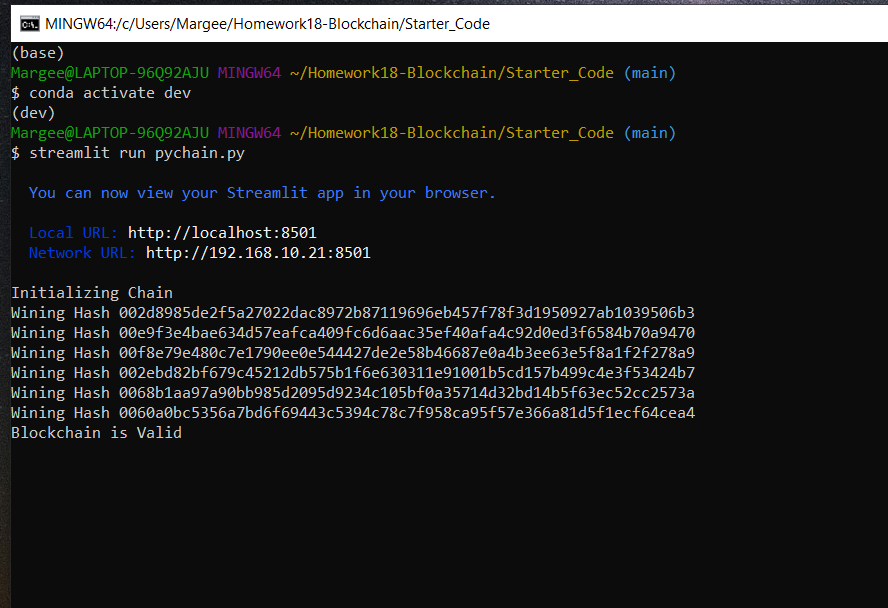 MINGW64:/c/Users/Margee/Homework18-Blockchain/Starter_Code
(base)
Margee@LAPTOP-96Q92AJU MINGW64 ~/Homework18-Blockchain/Starter_Code (main)
$ conda activate dev
(dev)
Margee@LAPTOP-96Q92AJU MINGW64 ~/Homework18-Blockchain/Starter_Code (main)
$ streamlit run pychain.py
You can now view your Streamlit app in your browser.
Local URL: http://localhost:8501
Network URL: http://192.168.10.21:8501
Initializing Chain
Wining Hash 002d8985de2f5a27022dac8972b87119696eb457f78f3d1950927ab1039506b3
Wining Hash 00e9f3e4bae634d57eafca409fc6d6aac35ef40afa4c92d0ed3f6584b70a9470
Wining Hash 00f8e79e480c7e1790ee0e544427de2e58b46687e0a4b3ee63e5f8a1f2f278a9
Wining Hash 002ebd82bf679c45212db575b1f6e630311e91001b5cd157b499c4e3f53424b7
Wining Hash 0068b1aa97a90bb985d2095d9234c105bf0a35714d32bd14b5f63ec52cc2573a
Wining Hash 0060a0bc5356a7bd6f69443c5394c78c7f958ca95f57e366a81d5f1ecf64cea4
Blockchain is Valid